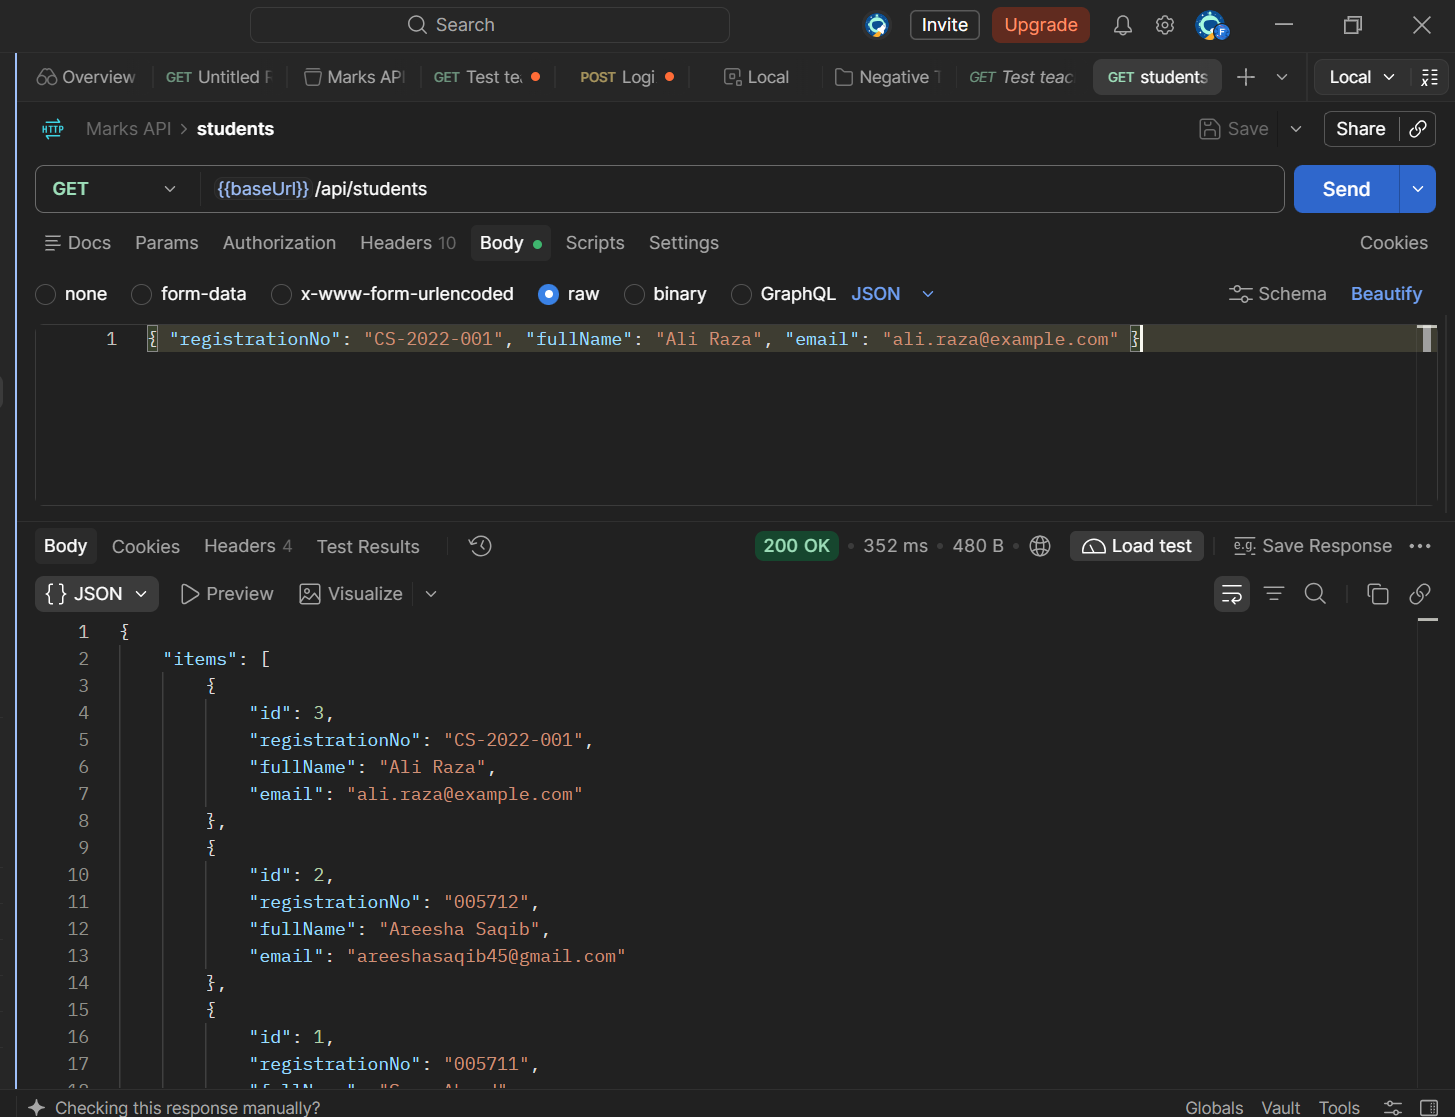 Search
Invite
Upgrade
Overview
GET Untitled
Marks API
GET Test
POST Logi
Local
Negative
GET Test teac
GET students
Local
Marks API > students
Save
Share
GET
{{baseUrl}} /api/students
Send
Docs Params Authorization Headers 10 Body Scripts Settings Cookies
none form-data x-www-form-urlencoded raw binary GraphQL JSON Schema Beautify
1 { "registrationNo": "CS-2022-001", "fullName": "Ali Raza", "email": "ali.raza@example.com" }
Body Cookies Headers 4 Test Results 200 OK • 352 ms • 480 B • Load test e.g. Save Response
{ } JSON Preview Visualize
1 {
2 "items": [
3 {
4 "id": 3,
5 "registrationNo": "CS-2022-001",
6 "fullName": "Ali Raza",
7 "email": "ali.raza@example.com"
8 },
9 {
10 "id": 2,
11 "registrationNo": "005712",
12 "fullName": "Areesha Saqib",
13 "email": "areeshasaqib45@gmail.com"
14 },
15 {
16 "id": 1,
17 "registrationNo": "005711",
Checking this response manually?
Globals Vault Tools